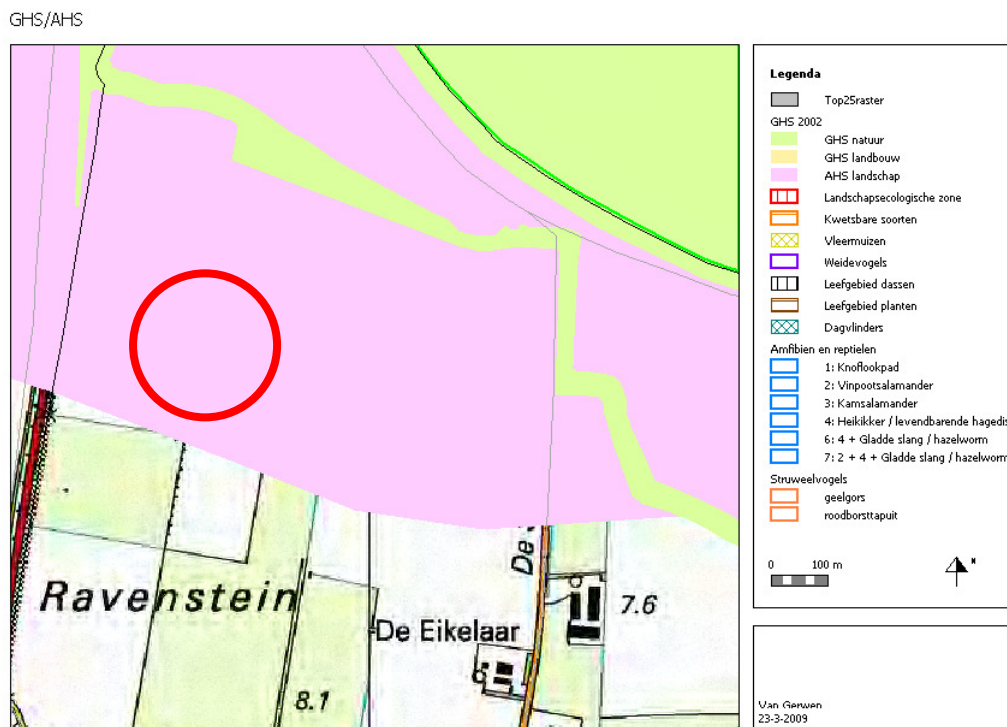 GHS/AHS
De
Ravenstein
De Eikelaar
7.6
8.1
Legenda
Top25raster
GHS 2002
GHS natuur
GHS landbouw
AHS landschap
Landschapsecologische zone
Kwetsbare soorten
Vleermuizen
Weidevogels
Leefgebied dassen
Leefgebied planten
Dagvlinders
Amfibien en reptielen
1: Knoflookpad
2: Vinpootsalamander
3: Kamsalamander
4: Heikikker / levendbarende hagedis
6: 4 + Gladde slang / hazelworm
7: 2 + 4 + Gladde slang / hazelworm
Struweelvogels
geelgors
roodborsttapuit
0 100 m
N
Van Gerwen
23-3-2009